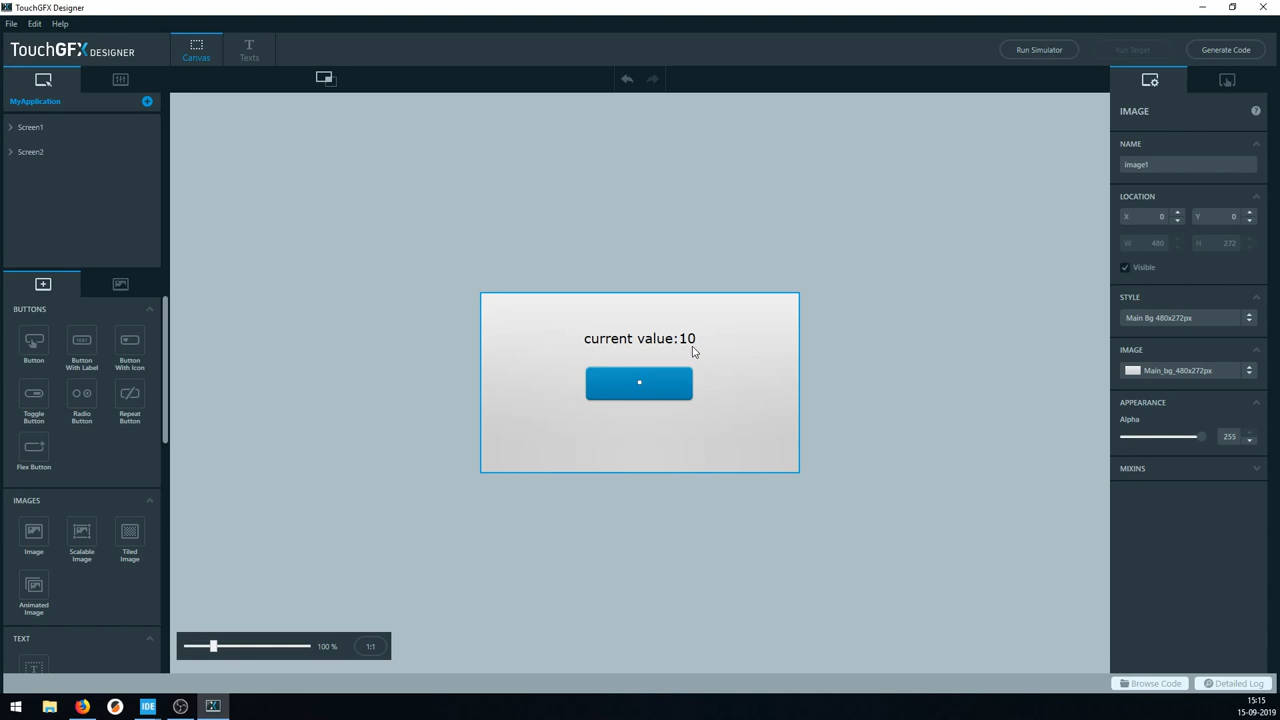 TouchGFX Designer
File Edit Help
TouchGFX DESIGNER
Canvas
Texts
Run Simulator
Run Target
Generate Code
MyApplication
Screen1
Screen2
BUTTONS
Button
Button With Label
Button With Icon
Toggle Button
Radio Button
Repeat Button
Flex Button
IMAGES
Image
Scalable Image
Tiled Image
Animated Image
TEXT
current value:10
100 %
1:1
IMAGE
NAME
image1
LOCATION
X 0 Y 0
W 480 H 272
Visible
STYLE
Main Bg 480x272px
IMAGE
Main_bg_480x272px
APPEARANCE
Alpha
255
MIXINS
Browse Code
Detailed Log
IDE
15:15
15-09-2019